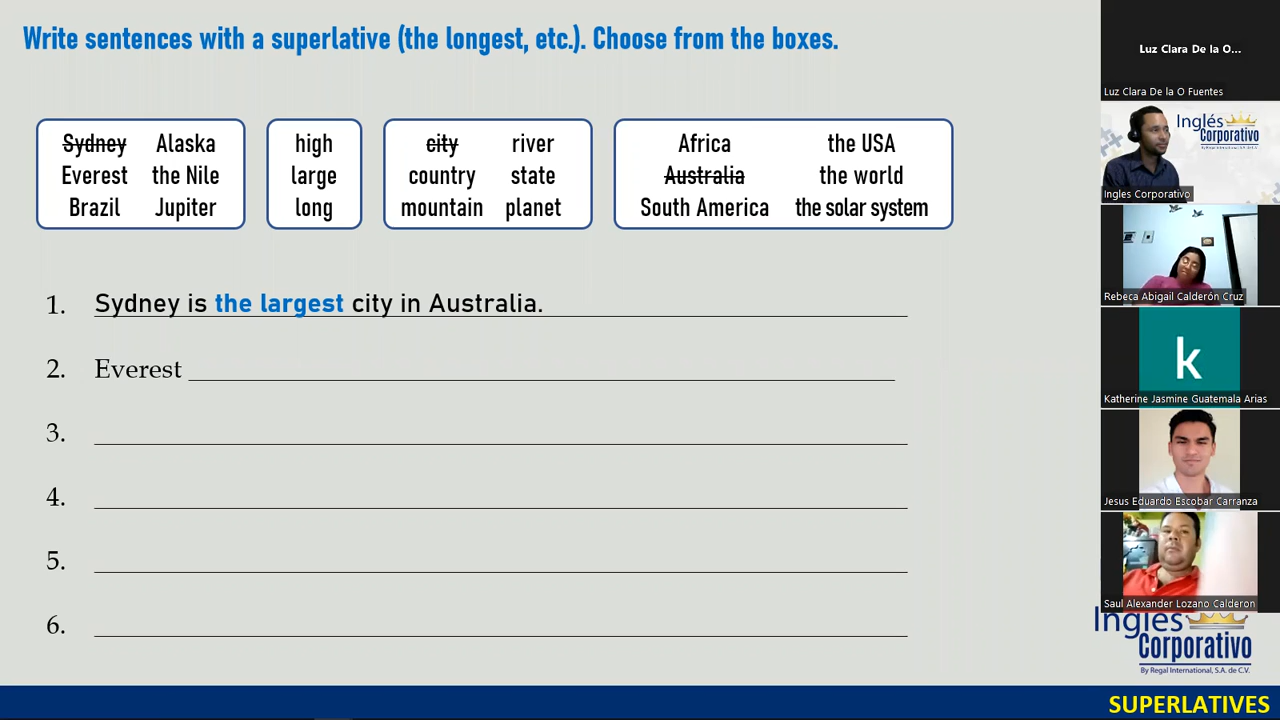 Write sentences with a superlative (the longest, etc.). Choose from the boxes.
Sydney Alaska
Everest the Nile
Brazil Jupiter
high
large
long
city river
country state
mountain planet
Africa the USA
Australia the world
South America the solar system
1. Sydney is the largest city in Australia.
2. Everest
3.
4.
5.
6.
Luz Clara De la O...
Luz Clara De la O Fuentes
Inglés
Corporativo
Ingles Corporativo
Rebeca Abigail Calderón Cruz
k
Katherine Jasmine Guatemala Arias
Jesus Eduardo Escobar Carranza
Saul Alexander Lozano Calderon
Inglés
Corporativo
By Regal International, S.A. de C.V.
SUPERLATIVES